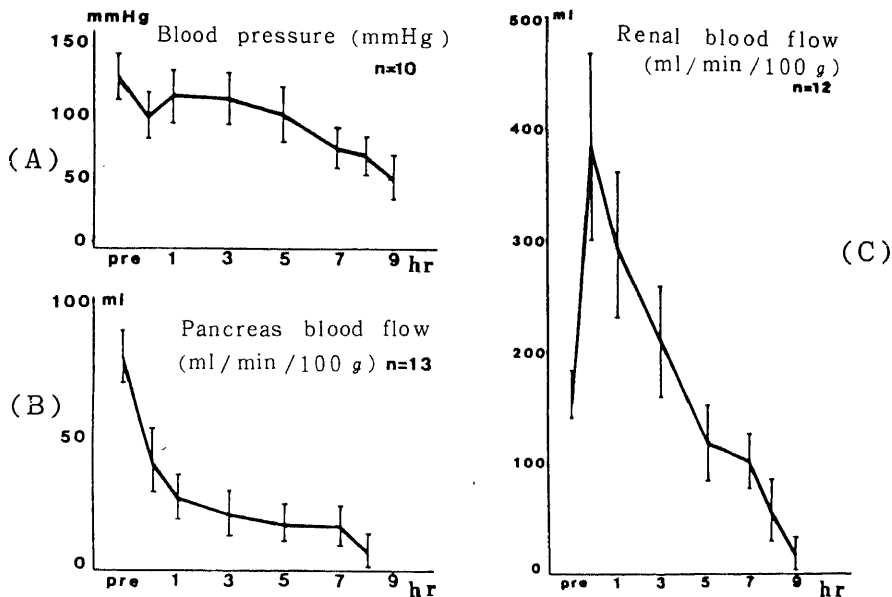 mmHg
150
Blood pressure (mmHg)
n=10
100
(A)
50
0
pre 1 3 5 7 9 hr
100 ml
Pancreas blood flow
(ml/min/100 g) n=13
(B)
50
0
pre 1 3 5 7 9 hr
500 ml
Renal blood flow
(ml/min/100 g)
n=12
400
300
(C)
200
100
0
pre 1 3 5 7 9 hr